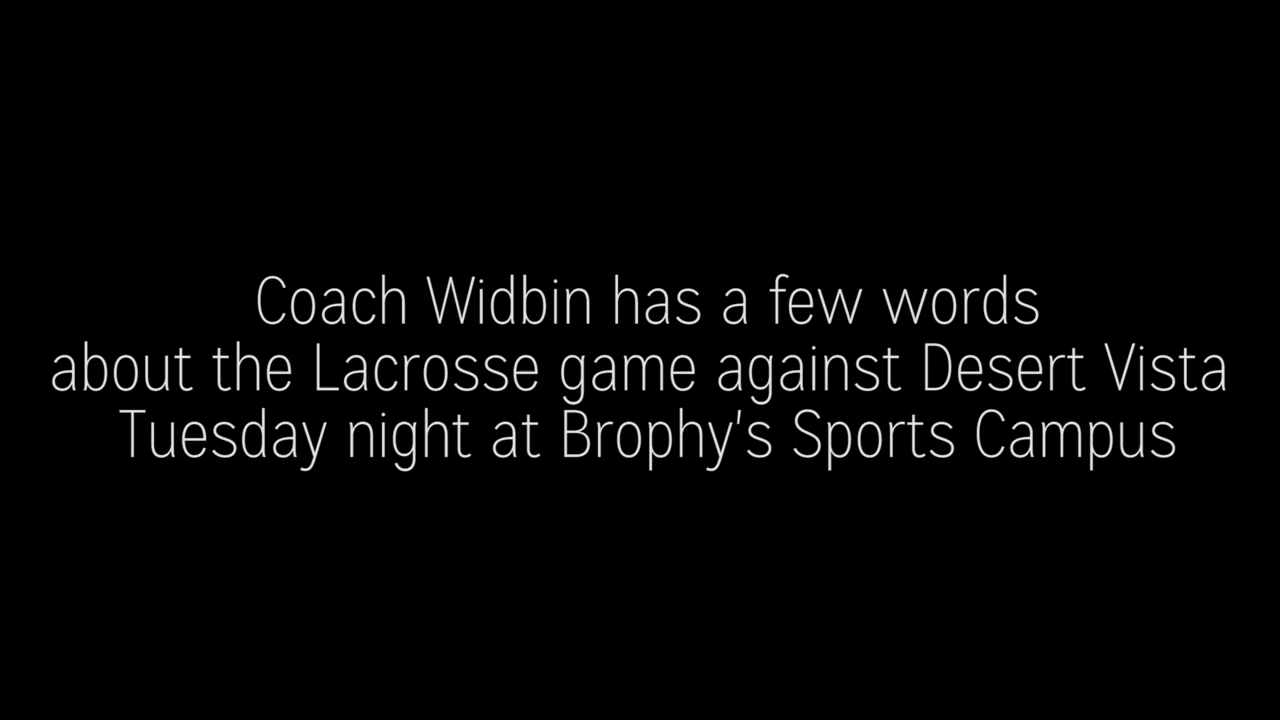 Coach Widbin has a few words
about the Lacrosse game against Desert Vista
Tuesday night at Brophy's Sports Campus